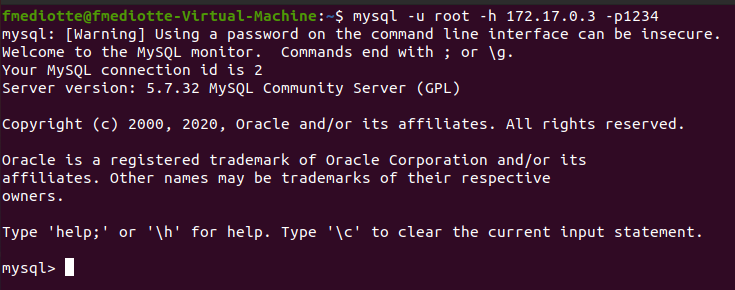 fmediotte@fmediotte-Virtual-Machine:~$ mysql -u root -h 172.17.0.3 -p1234
mysql: [Warning] Using a password on the command line interface can be insecure.
Welcome to the MySQL monitor.  Commands end with ; or \g.
Your MySQL connection id is 2
Server version: 5.7.32 MySQL Community Server (GPL)

Copyright (c) 2000, 2020, Oracle and/or its affiliates. All rights reserved.

Oracle is a registered trademark of Oracle Corporation and/or its
affiliates. Other names may be trademarks of their respective
owners.

Type 'help;' or '\h' for help. Type '\c' to clear the current input statement.

mysql>